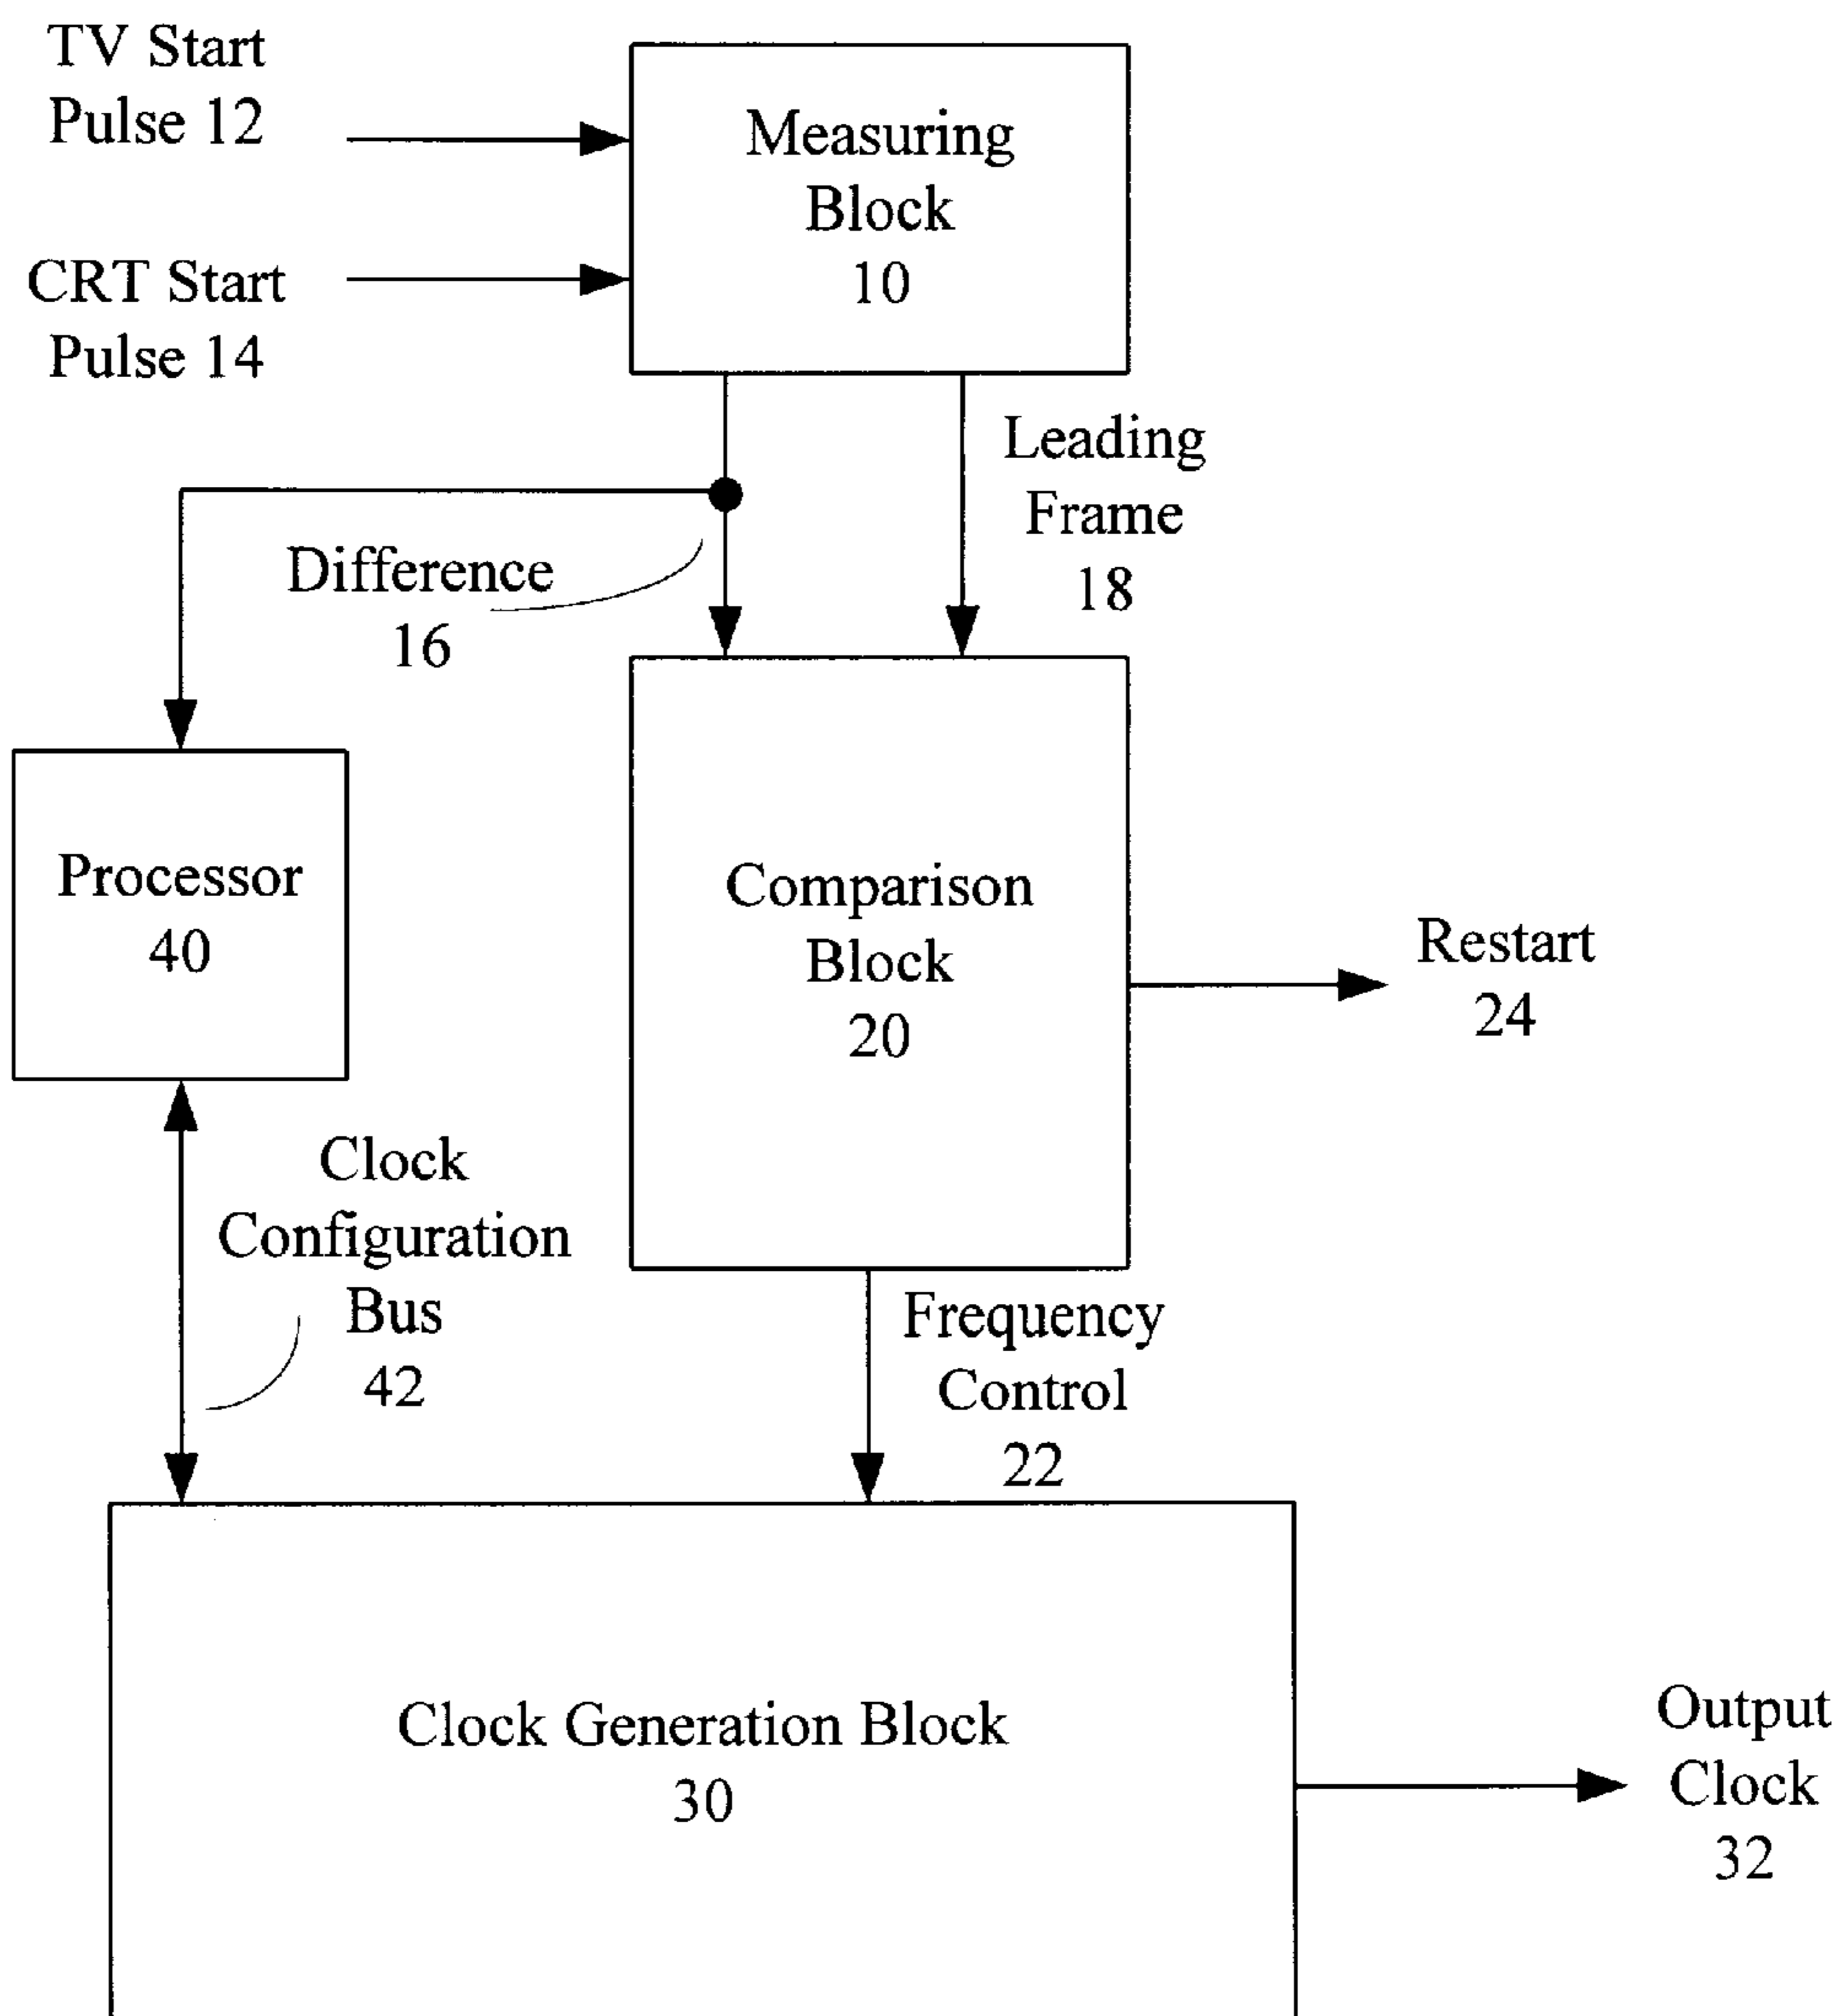 TV Start
Pulse 12
Measuring
Block
10
CRT Start
Pulse 14
Leading
Frame
18
Difference
16
Processor
40
Comparison
Block
20
Restart
24
Clock
Configuration
Bus
42
Frequency
Control
22
Clock Generation Block
30
Output
Clock
32